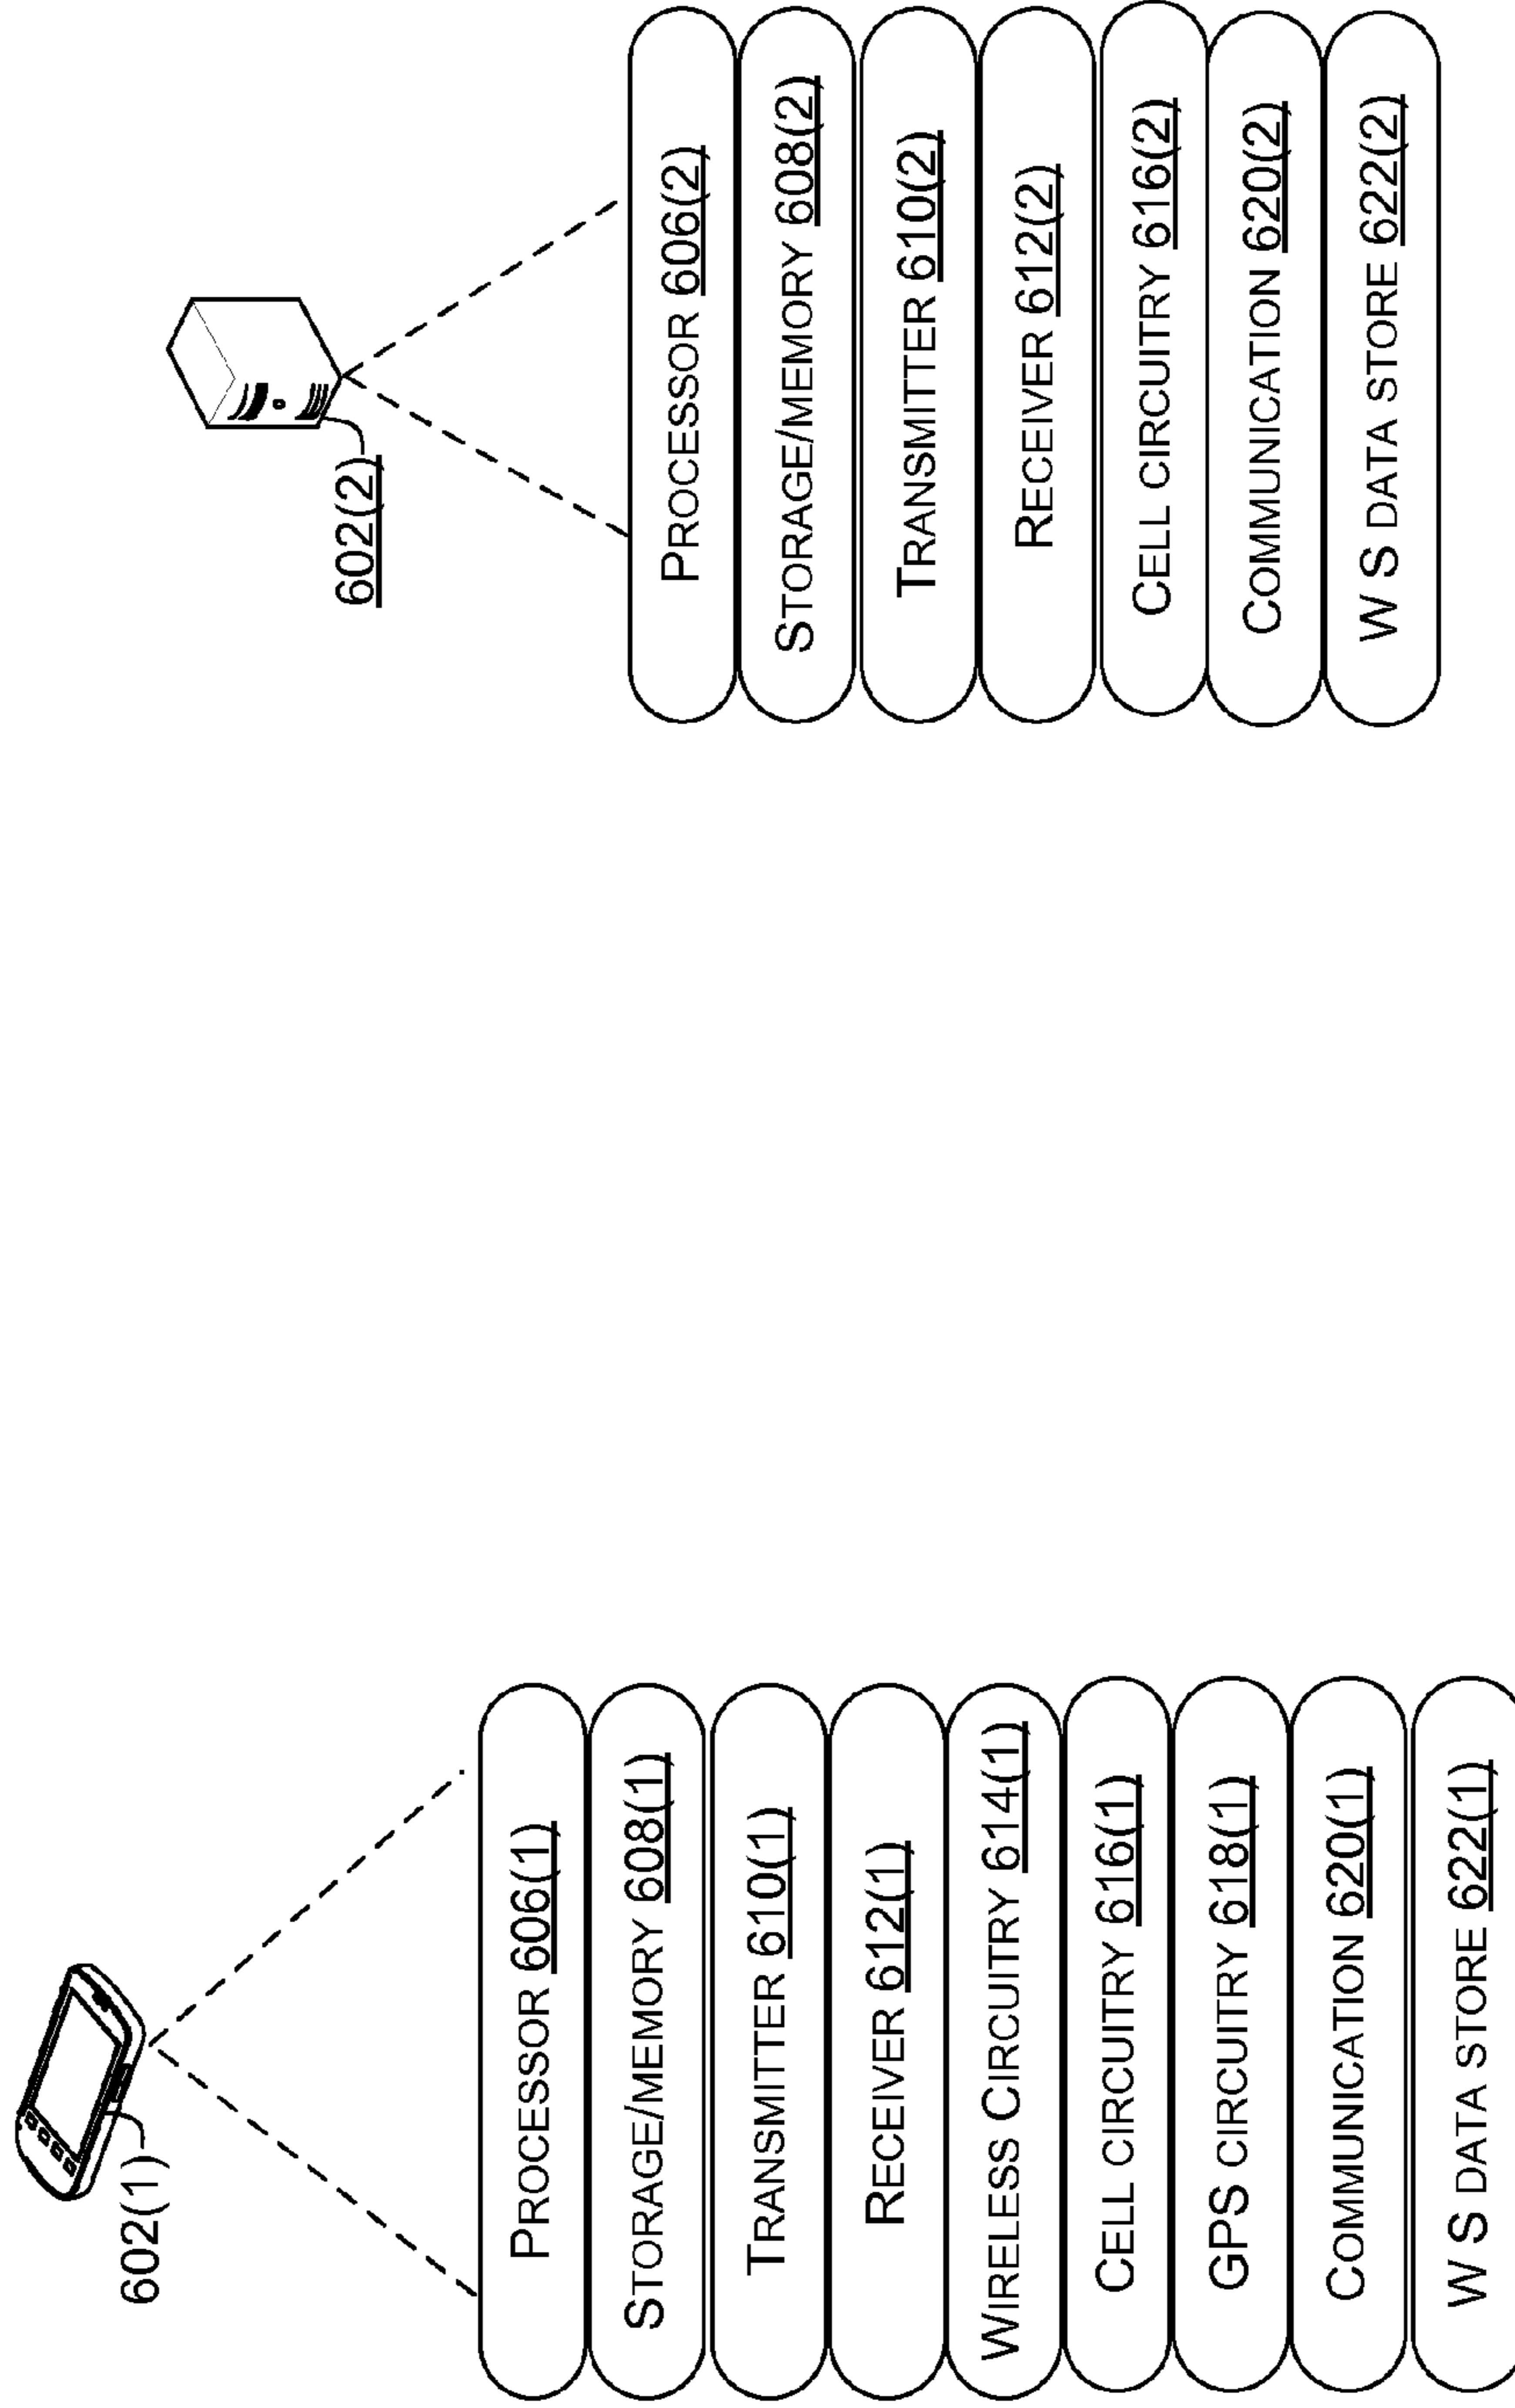 602(1)
PROCESSOR 606(1)
STORAGE/MEMORY 608(1)
TRANSMITTER 610(1)
RECEIVER 612(1)
WIRELESS CIRCUITRY 614(1)
CELL CIRCUITRY 616(1)
GPS CIRCUITRY 618(1)
COMMUNICATION 620(1)
W S DATA STORE 622(1)
602(2)
PROCESSOR 606(2)
STORAGE/MEMORY 608(2)
TRANSMITTER 610(2)
RECEIVER 612(2)
CELL CIRCUITRY 616(2)
COMMUNICATION 620(2)
W S DATA STORE 622(2)